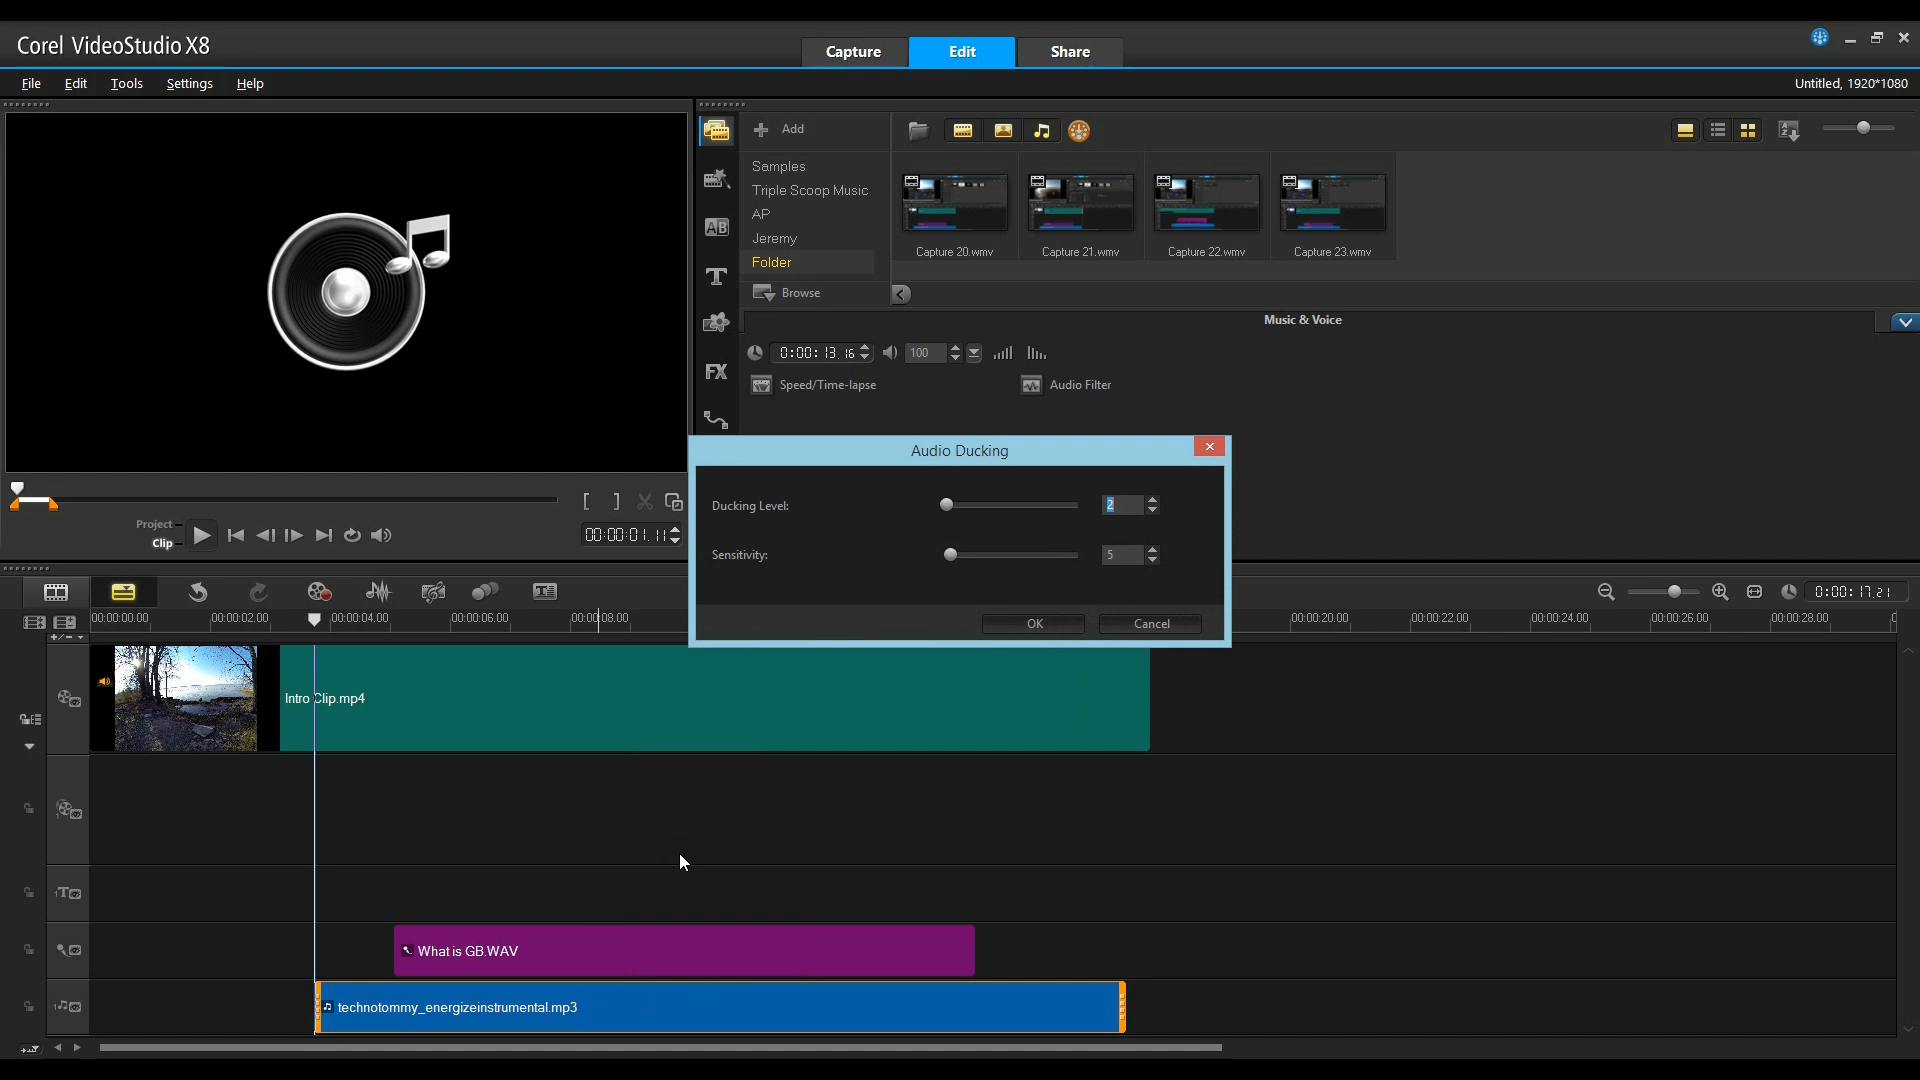 Corel VideoStudio X8
Capture
Edit
Share
File
Edit
Tools
Settings
Help
Untitled, 1920*1080
Add
Samples
Triple Scoop Music
AP
Jeremy
Folder
Browse
Capture 20.wmv
Capture 21.wmv
Capture 22.wmv
Capture 23.wmv
Music & Voice
0:00:13.16
100
Speed/Time-lapse
Audio Filter
AB
T
FX
Audio Ducking
Ducking Level:
2
Sensitivity:
5
OK
Cancel
Project
Clip
00:00:01.11
0:00:17.21
00:00:00.00
00:00:02.00
00:00:04.00
00:00:06.00
00:00:08.00
00:00:20.00
00:00:22.00
00:00:24.00
00:00:26.00
00:00:28.00
Intro Clip.mp4
1
1T
What is GB.WAV
1
technotommy_energizeinstrumental.mp3